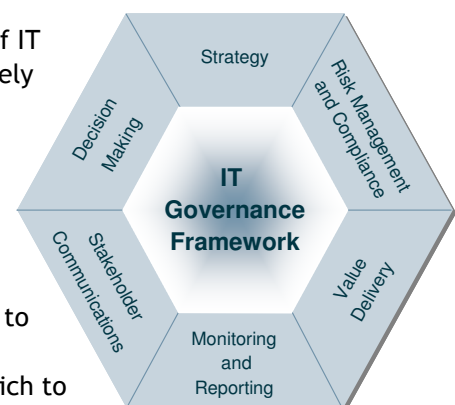 f IT
ely
Strategy
Risk Management
and Compliance
Decision
Making
IT
Governance
Framework
Stakeholder
Communications
Value
Delivery
to
Monitoring
and
Reporting
ich to